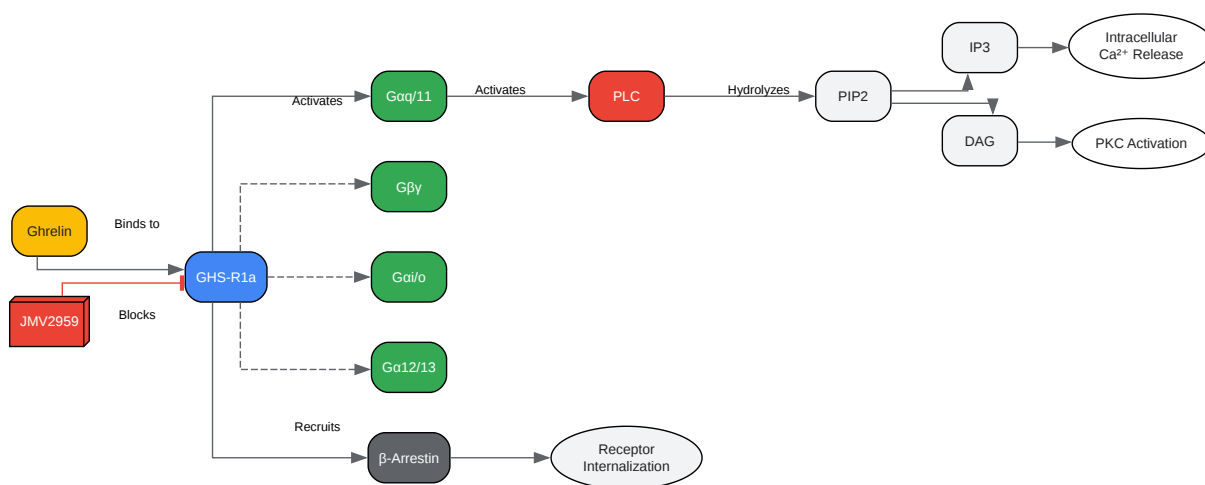 Intracellular
Ca²⁺ Release
IP3
Gαq/11
Activates
Activates
PLC
Hydrolyzes
PIP2
DAG
PKC Activation
Gβγ
Ghrelin
Binds to
GHS-R1a
Gαi/o
JMV2959
Blocks
Gα12/13
Recruits
β-Arrestin
Receptor
Internalization